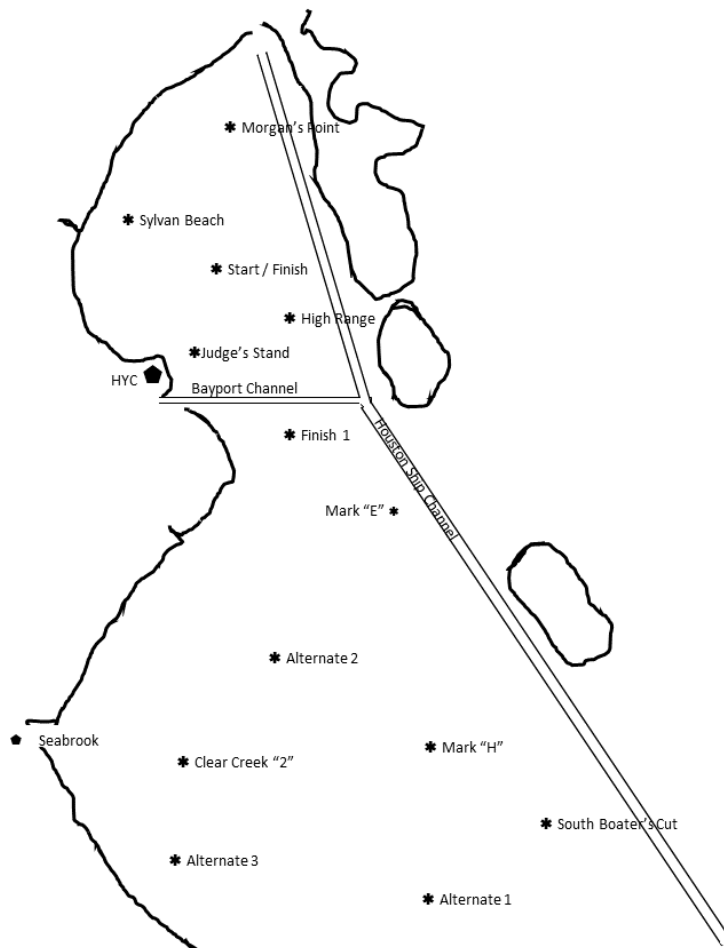 Morgan's Point
Sylvan Beach
Start / Finish
High Range
Judge's Stand
HYC
Bayport Channel
Finish 1
Houston Ship Channel
Mark "E"
Alternate 2
Seabrook
Mark "H"
Clear Creek "2"
South Boater's Cut
Alternate 3
Alternate 1